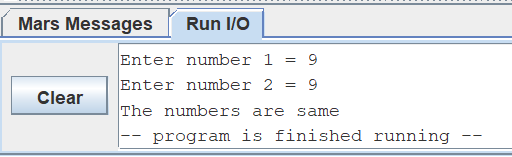 Mars Messages Run I/O
Enter number 1 = 9
Enter number 2 = 9
Clear
The numbers are same
-- program is finished running --